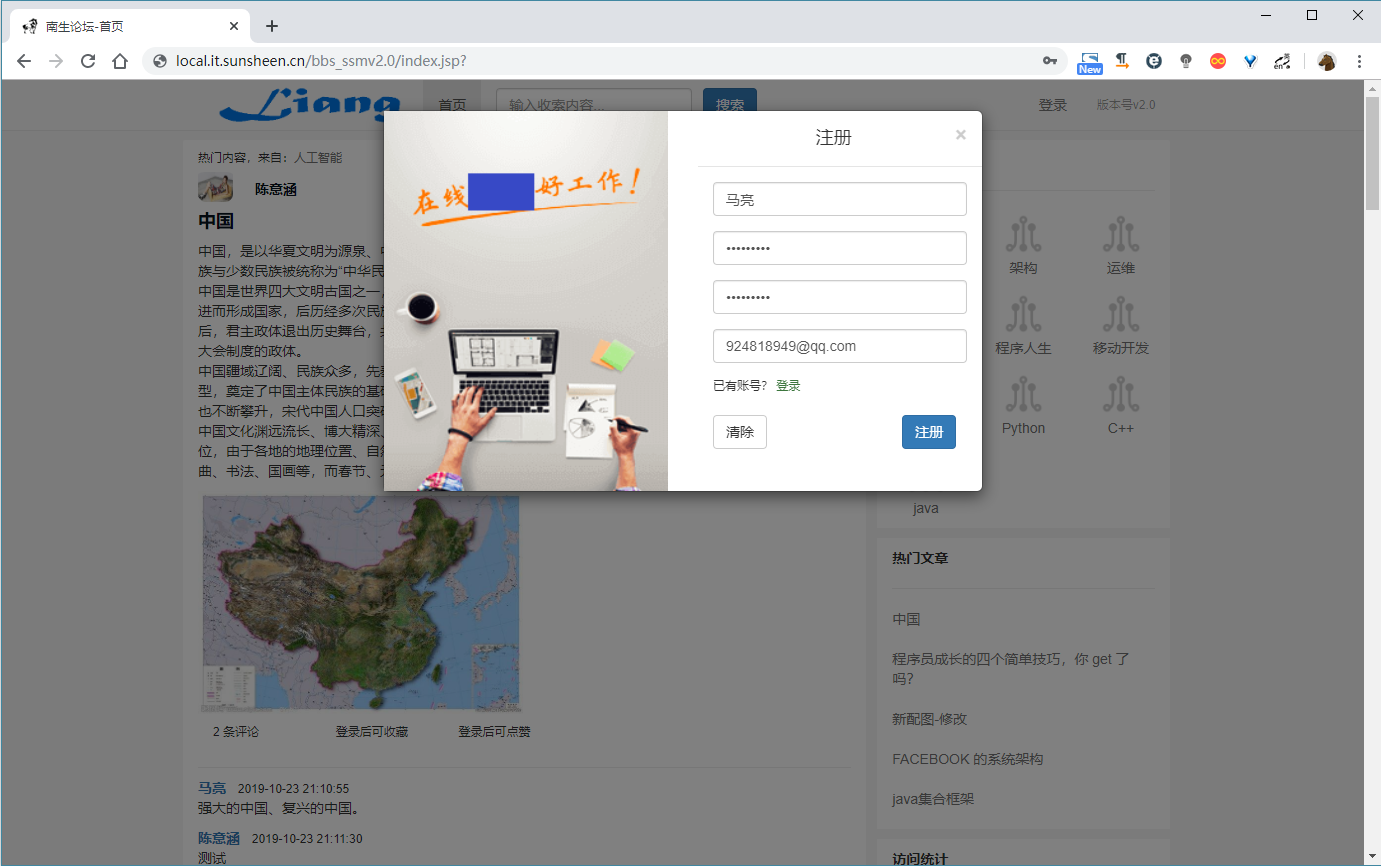 南生论坛-首页
local.it.sunsheen.cn/bbs_ssmv2.0/index.jsp?
New
en
Liang
首页
输入收索内容...
搜索
登录
版本号v2.0
热门内容，来自：人工智能
陈意涵
中国
中国，是以华夏文明为源泉、
族与少数民族被统称为“中华民
中国是世界四大文明古国之一，
进而形成国家，后历经多次民族
后，君主政体退出历史舞台，
大会制度的政体。
中国疆域辽阔、民族众多，先
型，奠定了中国主体民族的基
也不断攀升，宋代中国人口突破
中国文化渊远流长、博大精深、
位，由于各地的地理位置、自然
曲、书法、国画等，而春节、
2 条评论
登录后可收藏
登录后可点赞
马亮 2019-10-23 21:10:55
强大的中国、复兴的中国。
陈意涵 2019-10-23 21:11:30
测试
在线
好工作！
注册
×
马亮
•••••••••
•••••••••
924818949@qq.com
已有账号？ 登录
清除
注册
架构
运维
程序人生
移动开发
Python
C++
java
热门文章
中国
程序员成长的四个简单技巧，你 get 了
吗？
新配图-修改
FACEBOOK 的系统架构
java集合框架
访问统计